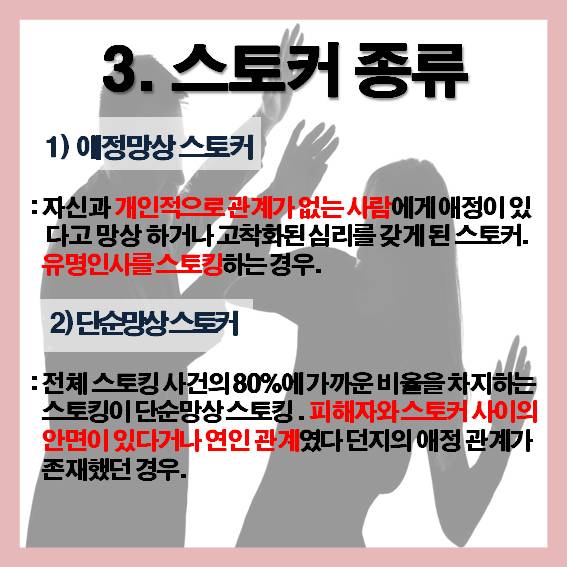 3. 스토커 종류
1) 애정망상 스토커
: 자신과 개인적으로 관계가 없는 사람에게 애정이 있
다고 망상 하거나 고착화된 심리를 갖게 된 스토커.
유명인사를 스토킹하는 경우.
2) 단순망상 스토커
: 전체 스토킹 사건의 80%에 가까운 비율을 차지하는
스토킹이 단순망상 스토킹 . 피해자와 스토커 사이의
안면이 있다거나 연인 관계였다 던지의 애정 관계가
존재했던 경우.